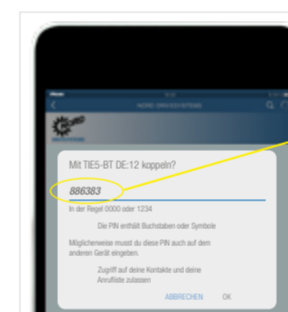 NORD DRIVESYSTEMS
Mit TIE5-BT DE:12 koppeln?
886383
In der Regel 0000 oder 1234
Die PIN enthält Buchstaben oder Symbole
Möglicherweise musst du diese PIN auch auf dem
anderen Gerät eingeben.
Zugriff auf deine Kontakte und deine
Anrufliste zulassen
ABBRECHEN OK